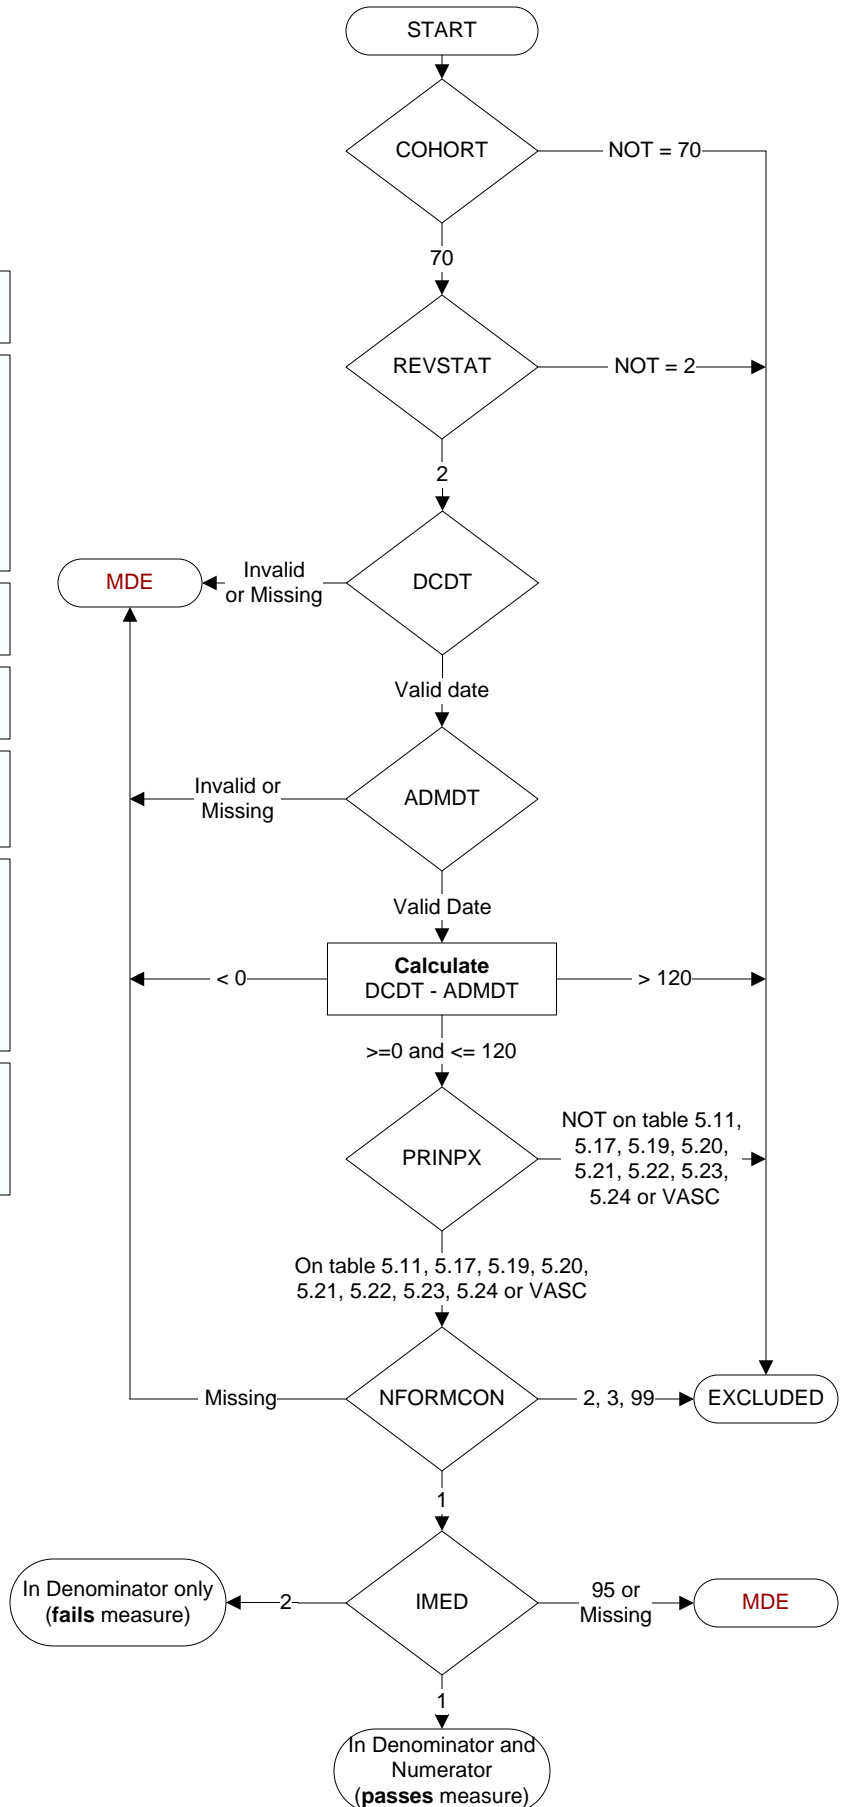 START
COHORT
NOT = 70
70
REVSTAT
NOT = 2
2
MDE
Invalid
or Missing
DCDT
Valid date
Invalid or
Missing
ADMDT
Valid Date
< 0
Calculate
DCDT - ADMDT
> 120
>=0 and <= 120
PRINPX
NOT on table 5.11,
5.17, 5.19, 5.20,
5.21, 5.22, 5.23,
5.24 or VASC
On table 5.11, 5.17, 5.19, 5.20,
5.21, 5.22, 5.23, 5.24 or VASC
Missing
NFORMCON
2, 3, 99
EXCLUDED
1
In Denominator only
(fails measure)
2
IMED
95 or
Missing
MDE
1
In Denominator and
Numerator
(passes measure)